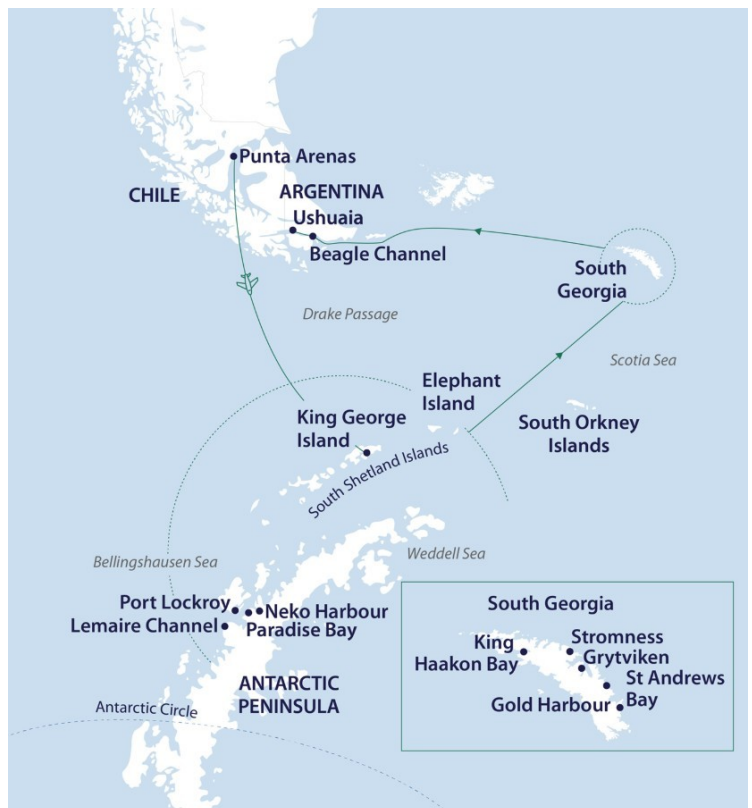 Punta Arenas
CHILE
ARGENTINA
Ushuaia
Beagle Channel
South
Georgia
Drake Passage
Scotia Sea
Elephant
Island
King George
Island
South Orkney
Islands
South Shetland Islands
Bellingshausen Sea
Weddell Sea
Port Lockroy
Neko Harbour
Lemaire Channel
Paradise Bay
ANTARCTIC
PENINSULA
Antarctic Circle
South Georgia
King
Haakon Bay
Stromness
Grytviken
St Andrews
Bay
Gold Harbour